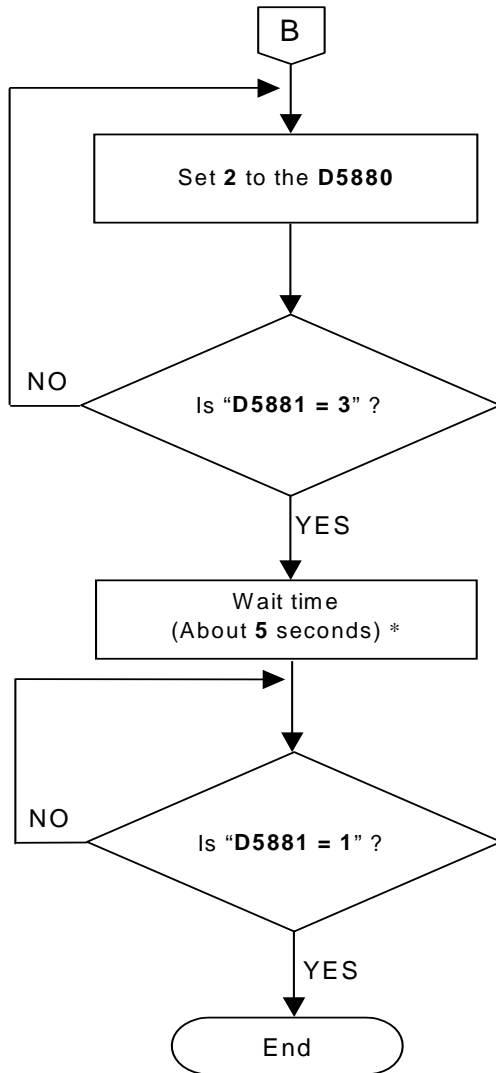 B
Set 2 to the D5880
NO
Is “D5881 = 3” ?
YES
Wait time
(About 5 seconds) *
NO
Is “D5881 = 1” ?
YES
End